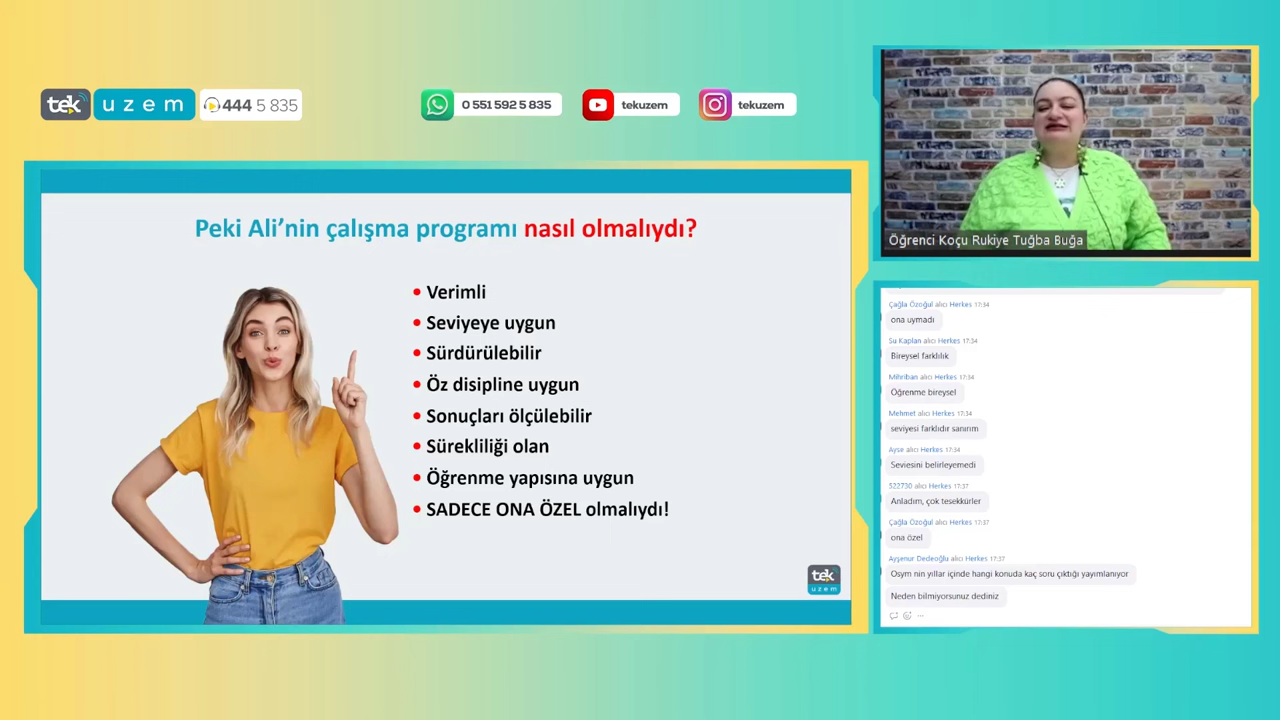 tek uzem 444 5 835
0 551 592 5 835
tekuzem
tekuzem
Peki Ali’nin çalışma programı nasıl olmalıydı?
• Verimli
• Seviyeye uygun
• Sürdürülebilir
• Öz disipline uygun
• Sonuçları ölçülebilir
• Sürekliliği olan
• Öğrenme yapısına uygun
• SADECE ONA ÖZEL olmalıydı!
tek
uzem
Öğrenci Koçu Rukiye Tuğba Buğa
Çağla Özoğul alıcı Herkes 17:34
ona uymadı
Su Kaplan alıcı Herkes 17:34
Bireysel farklılık
Mihriban alıcı Herkes 17:34
Öğrenme bireysel
Mehmet alıcı Herkes 17:34
seviyesi farklıdır sanırım
Ayse alıcı Herkes 17:34
Seviesini belirleyemedi
522730 alıcı Herkes 17:37
Anladım, çok tesekkürler
Çağla Özoğul alıcı Herkes 17:37
ona özel
Ayşenur Dedeoğlu alıcı Herkes 17:37
Osym nin yıllar içinde hangi konuda kaç soru çıktığı yayımlanıyor
Neden bilmiyorsunuz dediniz